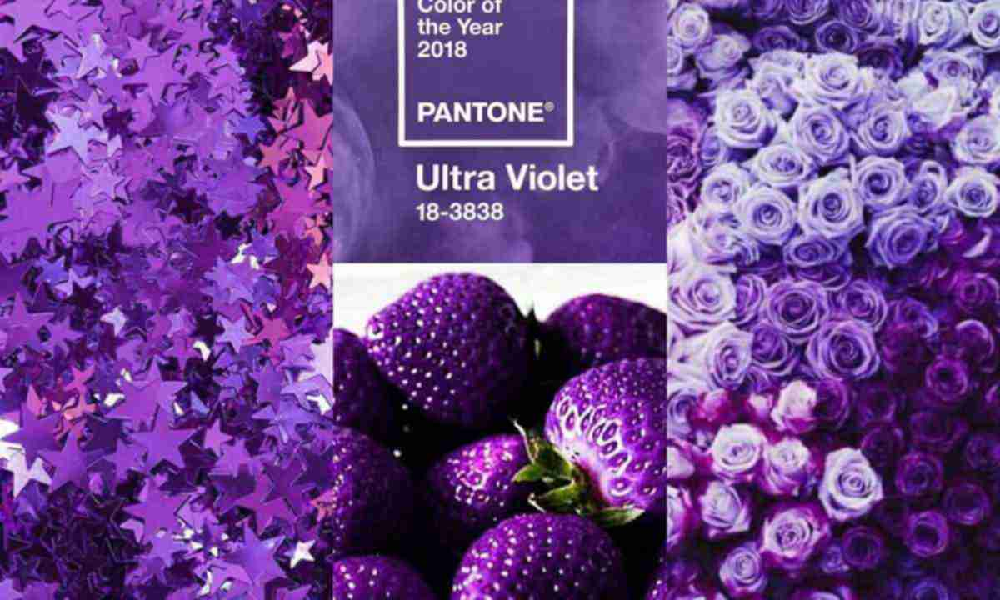 Color of
the Year
2018
PANTONE®
Ultra Violet
18-3838